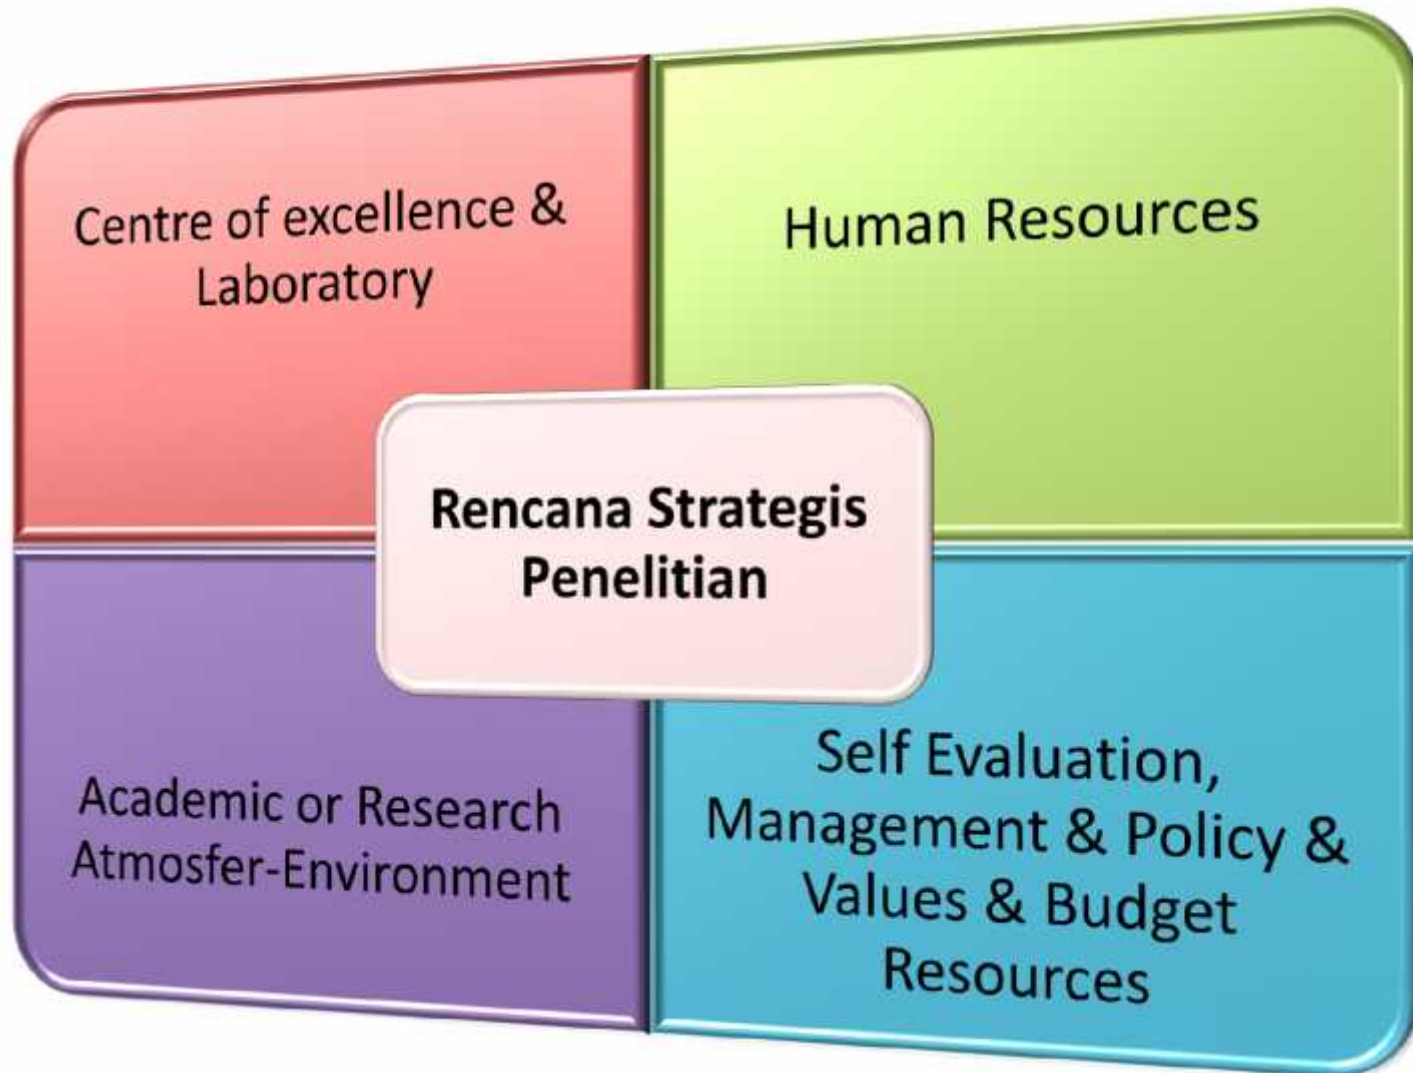 Centre of excellence &
Laboratory
Human Resources
Rencana Strategis
Penelitian
Academic or Research
Atmosfer-Environment
Self Evaluation,
Management & Policy &
Values & Budget
Resources